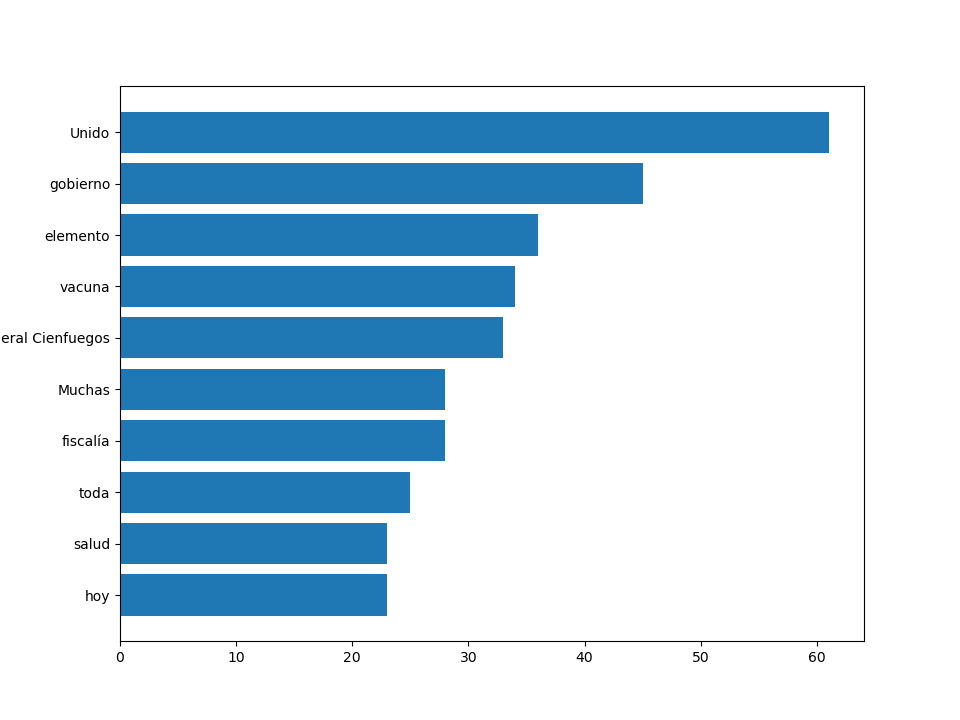 Unido
gobierno
elemento
vacuna
eral Cienfuegos
Muchas
fiscalía
toda
salud
hoy
0 10 20 30 40 50 60